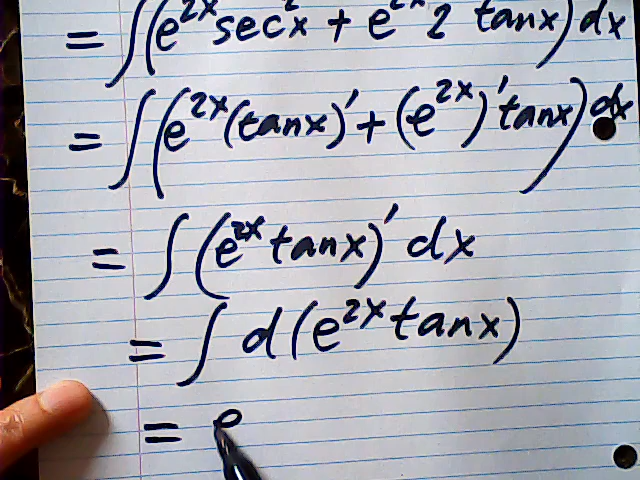 = ∫(e^{2x}sec²x + e^{2x} 2 tanx)dx
= ∫(e^{2x}(tanx)' + (e^{2x})'tanx)dx
= ∫(e^{2x}tanx)' dx
= ∫ d(e^{2x}tanx)
= e